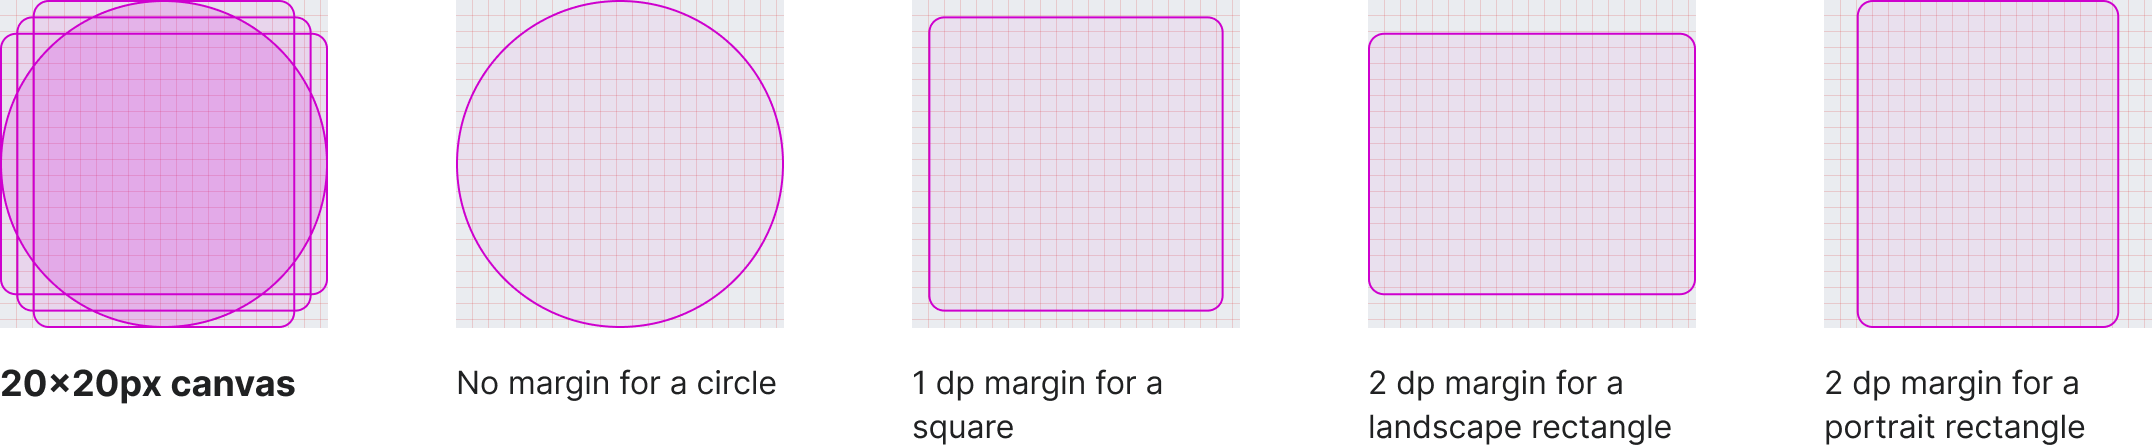 20×20px canvas
No margin for a circle
1 dp margin for a
square
2 dp margin for a
landscape rectangle
2 dp margin for a
portrait rectangle